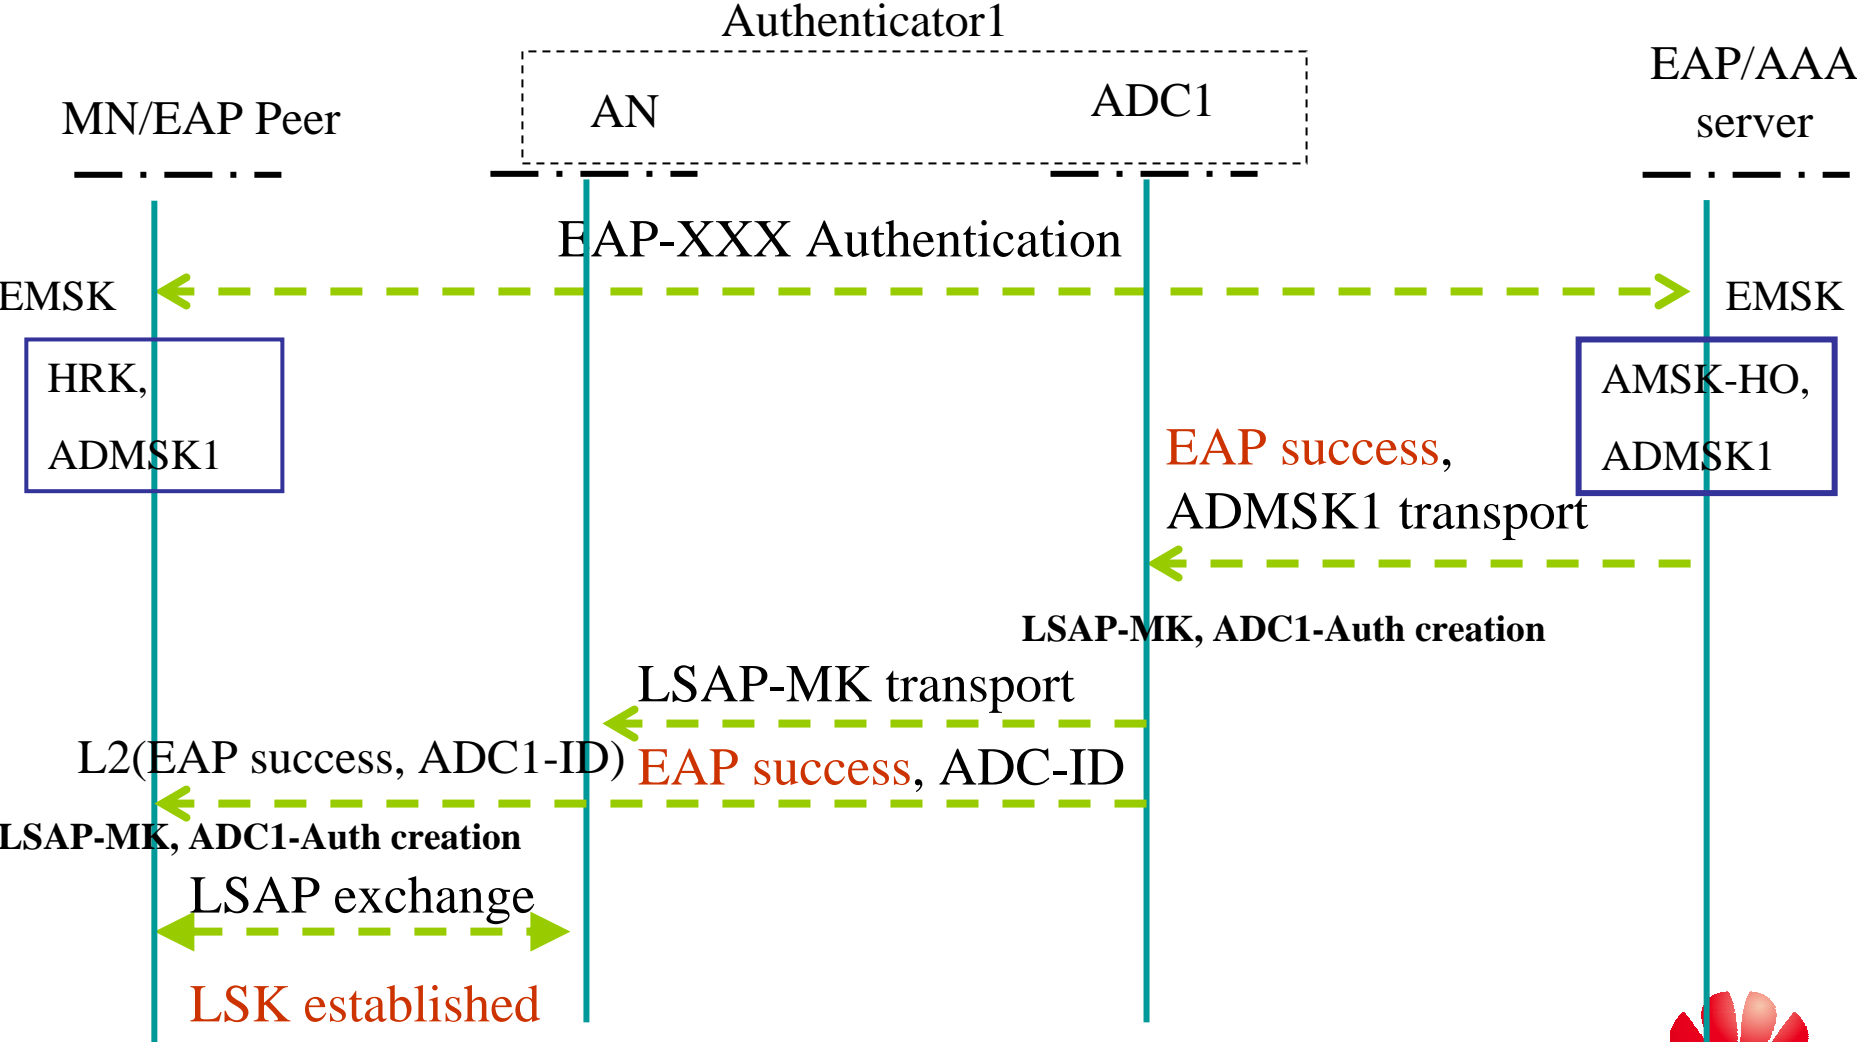 Authenticator1
EAP/AAA
server
MN/EAP Peer
AN
ADC1
EAP-XXX Authentication
EMSK
EMSK
HRK,
ADMSK1
AMSK-HO,
ADMSK1
EAP success,
ADMSK1 transport
LSAP-MK, ADC1-Auth creation
LSAP-MK transport
L2(EAP success, ADC1-ID)
EAP success, ADC-ID
LSAP-MK, ADC1-Auth creation
LSAP exchange
LSK established